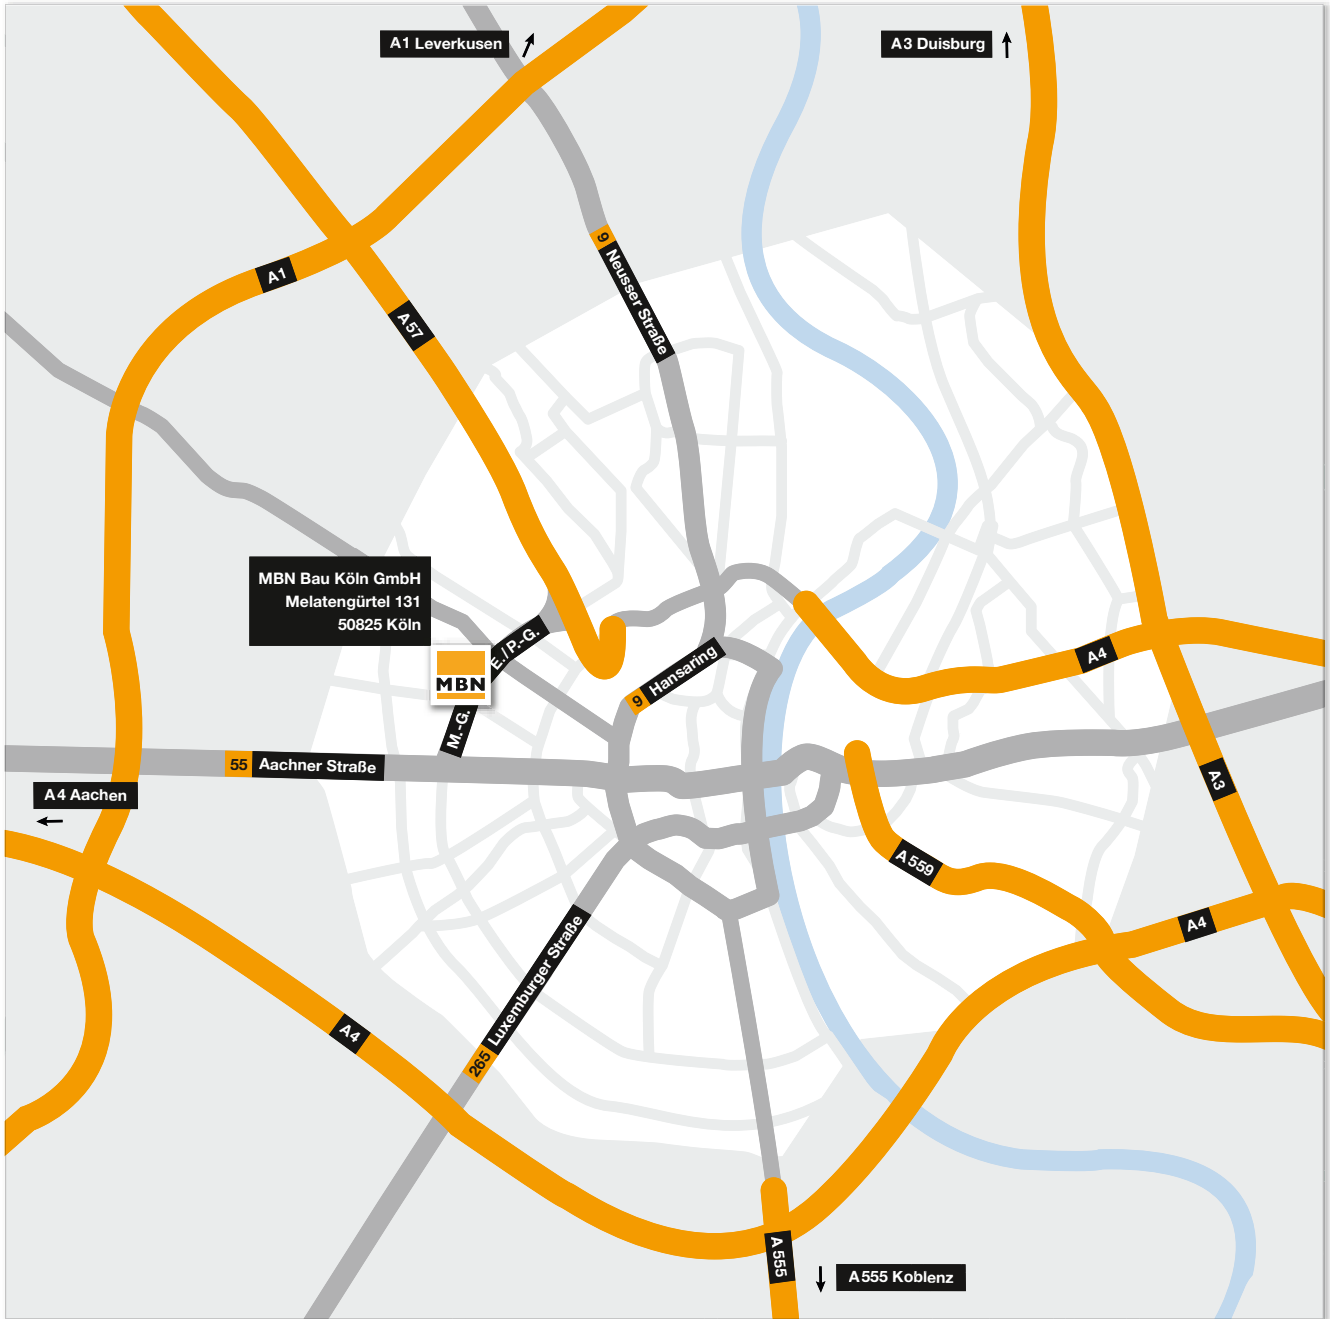 A1 Leverkusen
A3 Duisburg
9 Neusser Straße
A1
A57
MBN Bau Köln GmbH
Melatengürtel 131
50825 Köln
E./P.-G.
MBN
M.-G.
9 Hansaring
A4
55 Aachner Straße
A3
A4 Aachen
A559
A4
265 Luxemburger Straße
A4
A555
A555 Koblenz